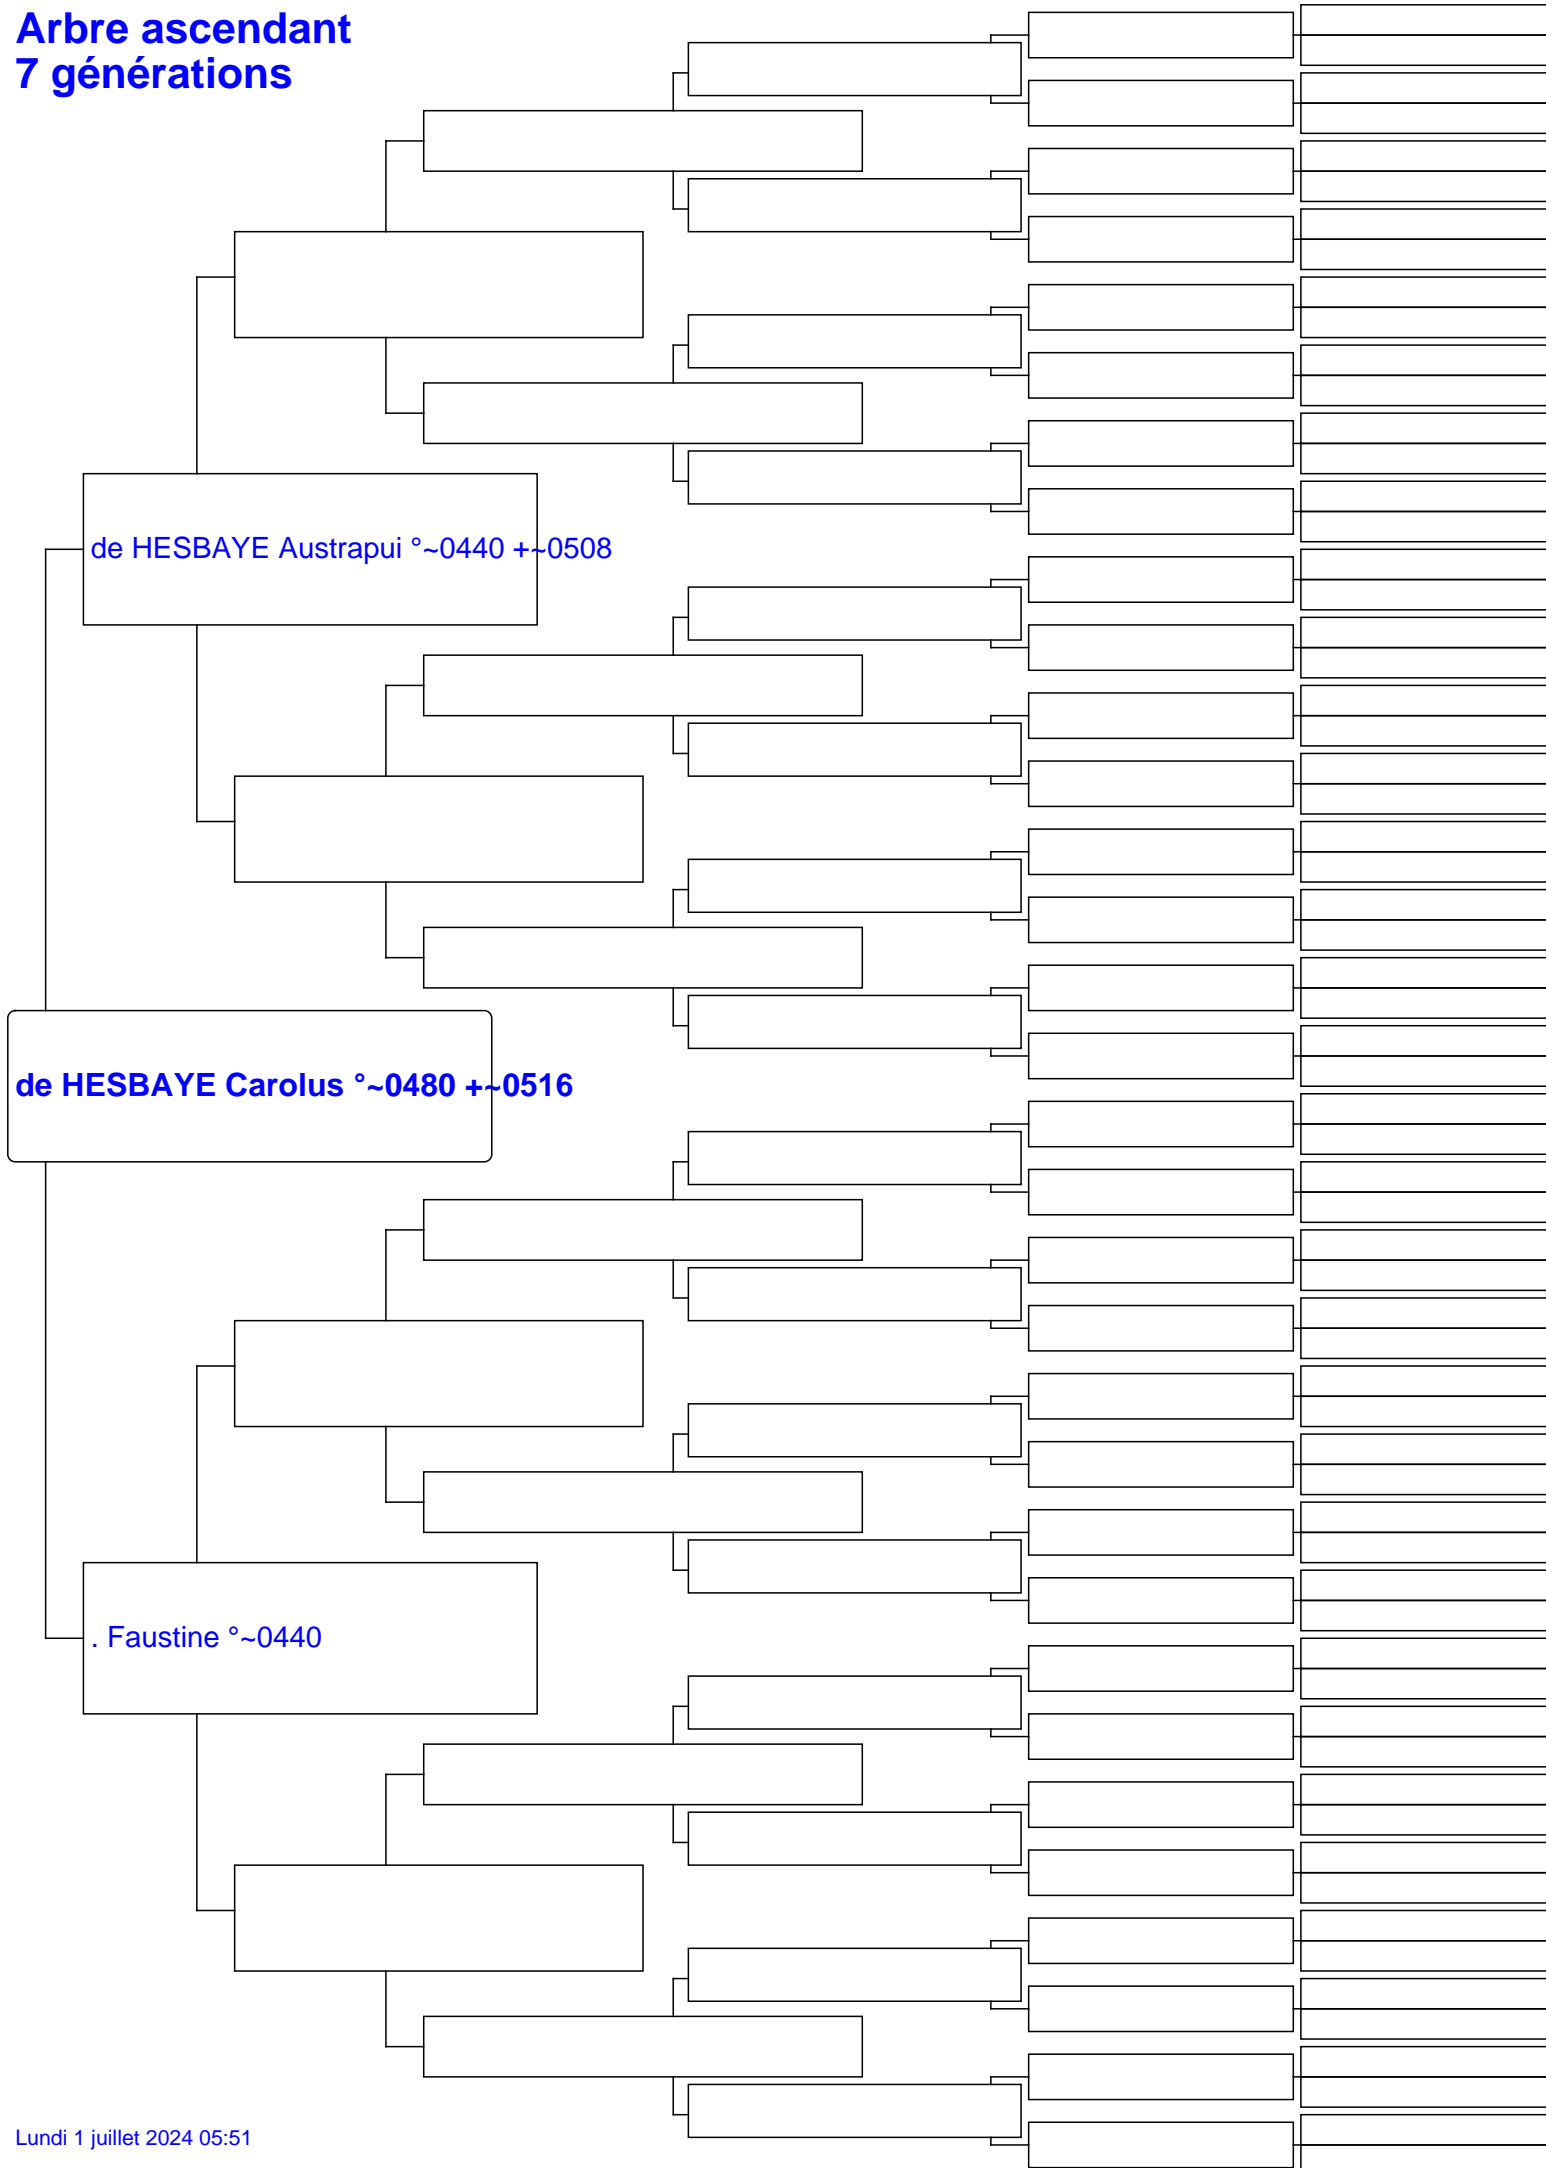 Arbre ascendant
7 générations
de HESBAYE Austrapui °~0440 +~0508
de HESBAYE Carolus °~0480 +~0516
. Faustine °~0440
Lundi 1 juillet 2024 05:51